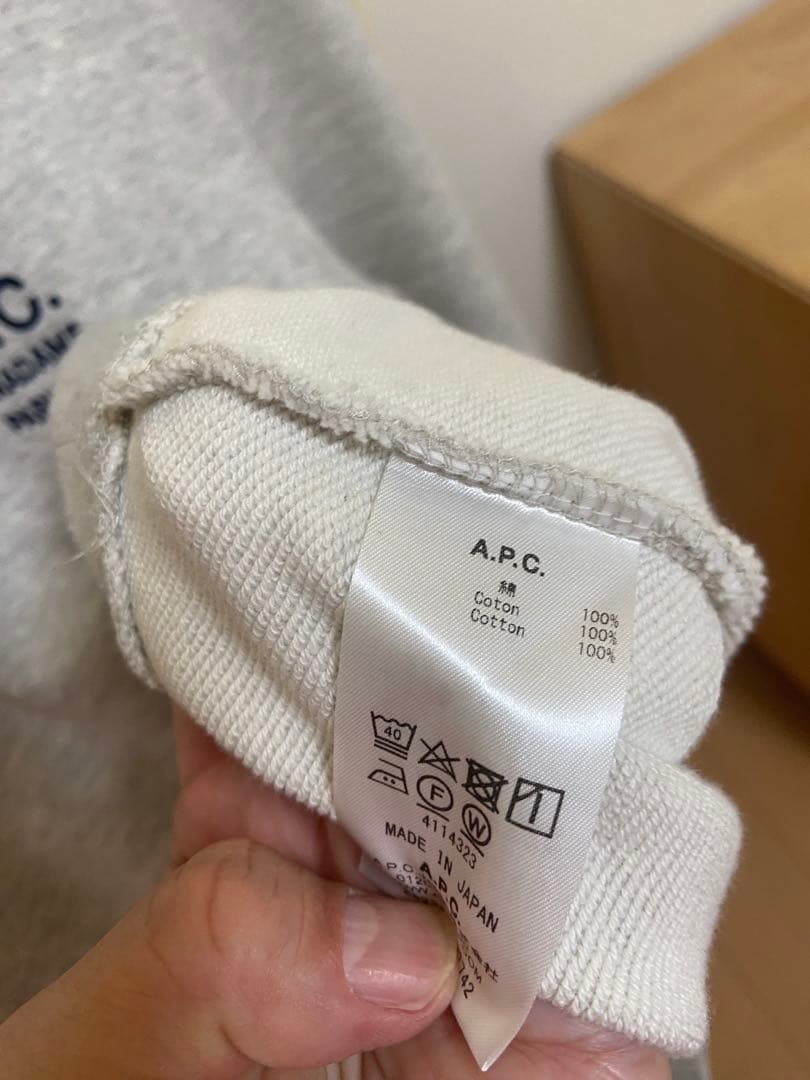 .C.
A.P.C.
綿 100%
Coton 100%
Cotton 100%
40
F
W
4114323
MADE IN JAPAN
A.P.C.